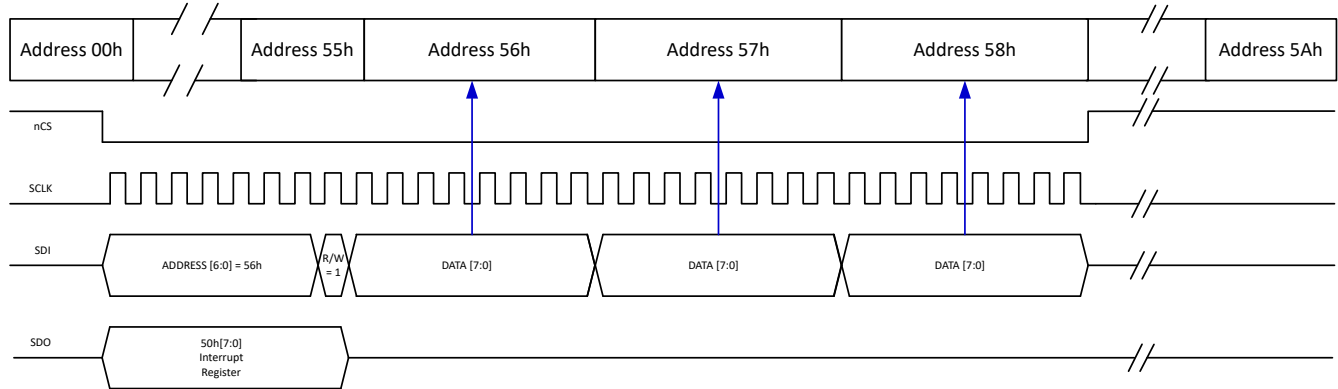 Address 00h
Address 55h
Address 56h
Address 57h
Address 58h
Address 5Ah
nCS
SCLK
SDI
ADDRESS [6:0] = 56h
R/W
= 1
DATA [7:0]
DATA [7:0]
DATA [7:0]
SDO
50h[7:0]
Interrupt
Register